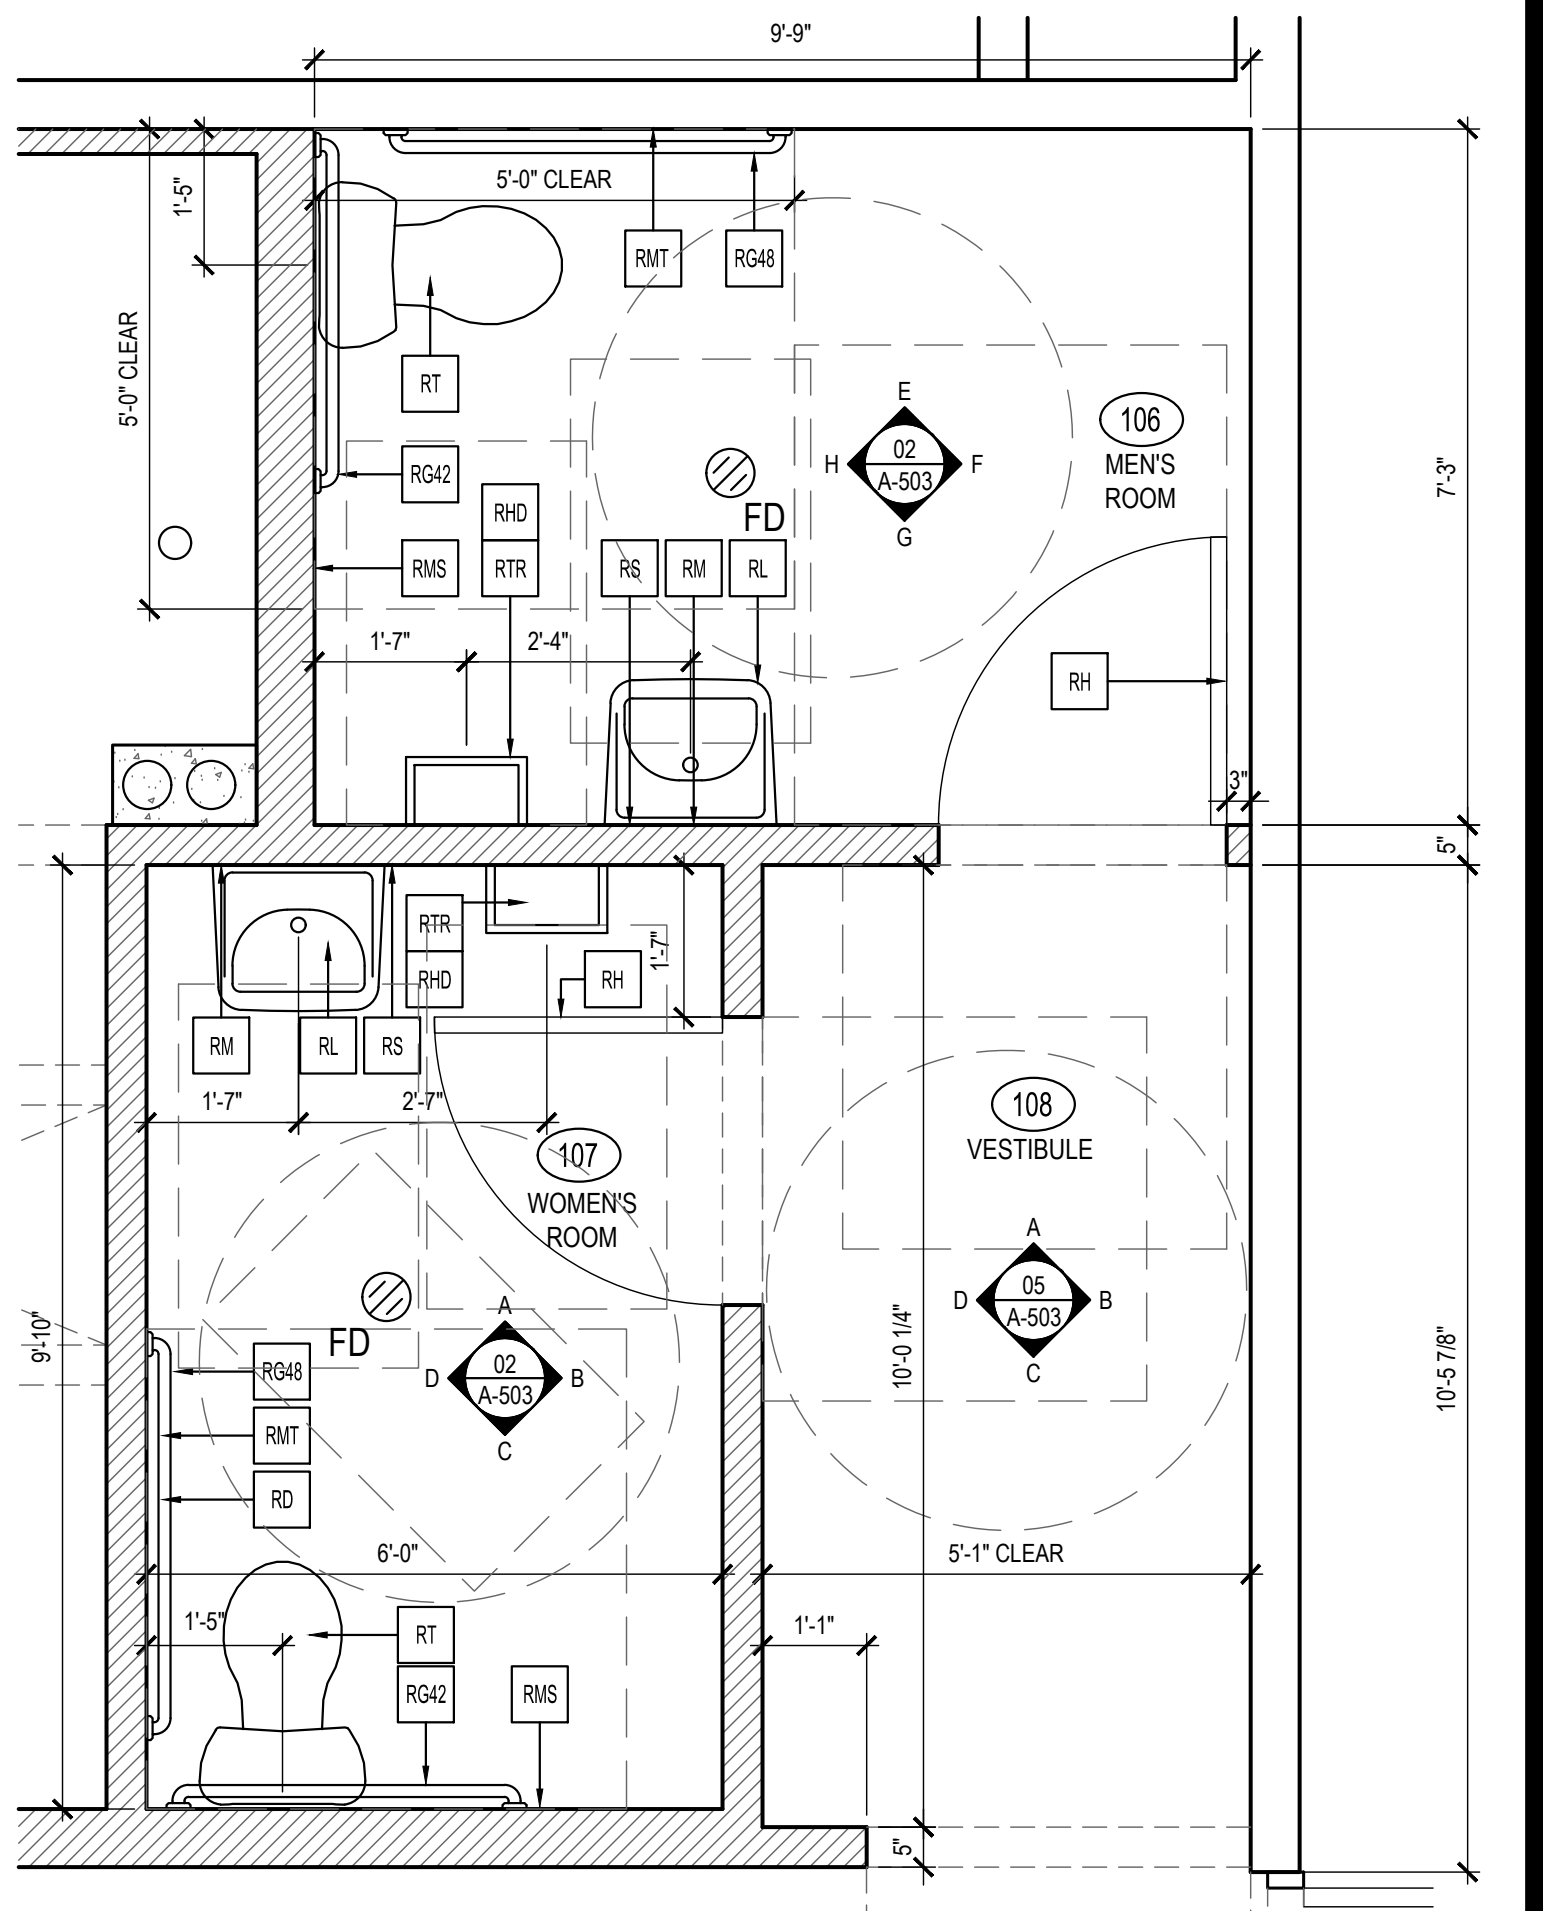 9'-9"
1'-5"
5'-0" CLEAR
5'-0" CLEAR
RMT
RG48
RT
E
H
02
F
A-503
G
106
MEN'S
ROOM
7'-3"
RG42
RHD
FD
RMS
RTR
RS
RM
RL
1'-7"
2'-4"
RH
3"
5"
RTR
RHD
RH
1'-7"
RM
RL
RS
1'-7"
2'-7"
107
WOMEN'S
ROOM
108
VESTIBULE
A
D
05
B
A-503
C
FD
A
D
02
B
A-503
C
9'-10"
10'-0 1/4"
10'-5 7/8"
RG48
RMT
RD
6'-0"
5'-1" CLEAR
1'-5"
RT
1'-1"
RG42
RMS
5"